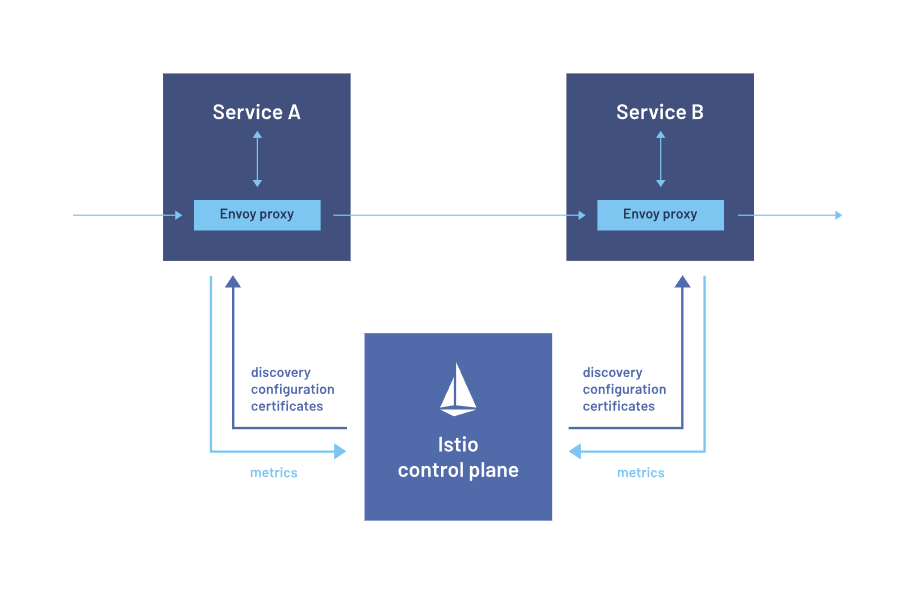 Service A
Envoy proxy
Service B
Envoy proxy
discovery
configuration
certificates
metrics
Istio
control plane
discovery
configuration
certificates
metrics